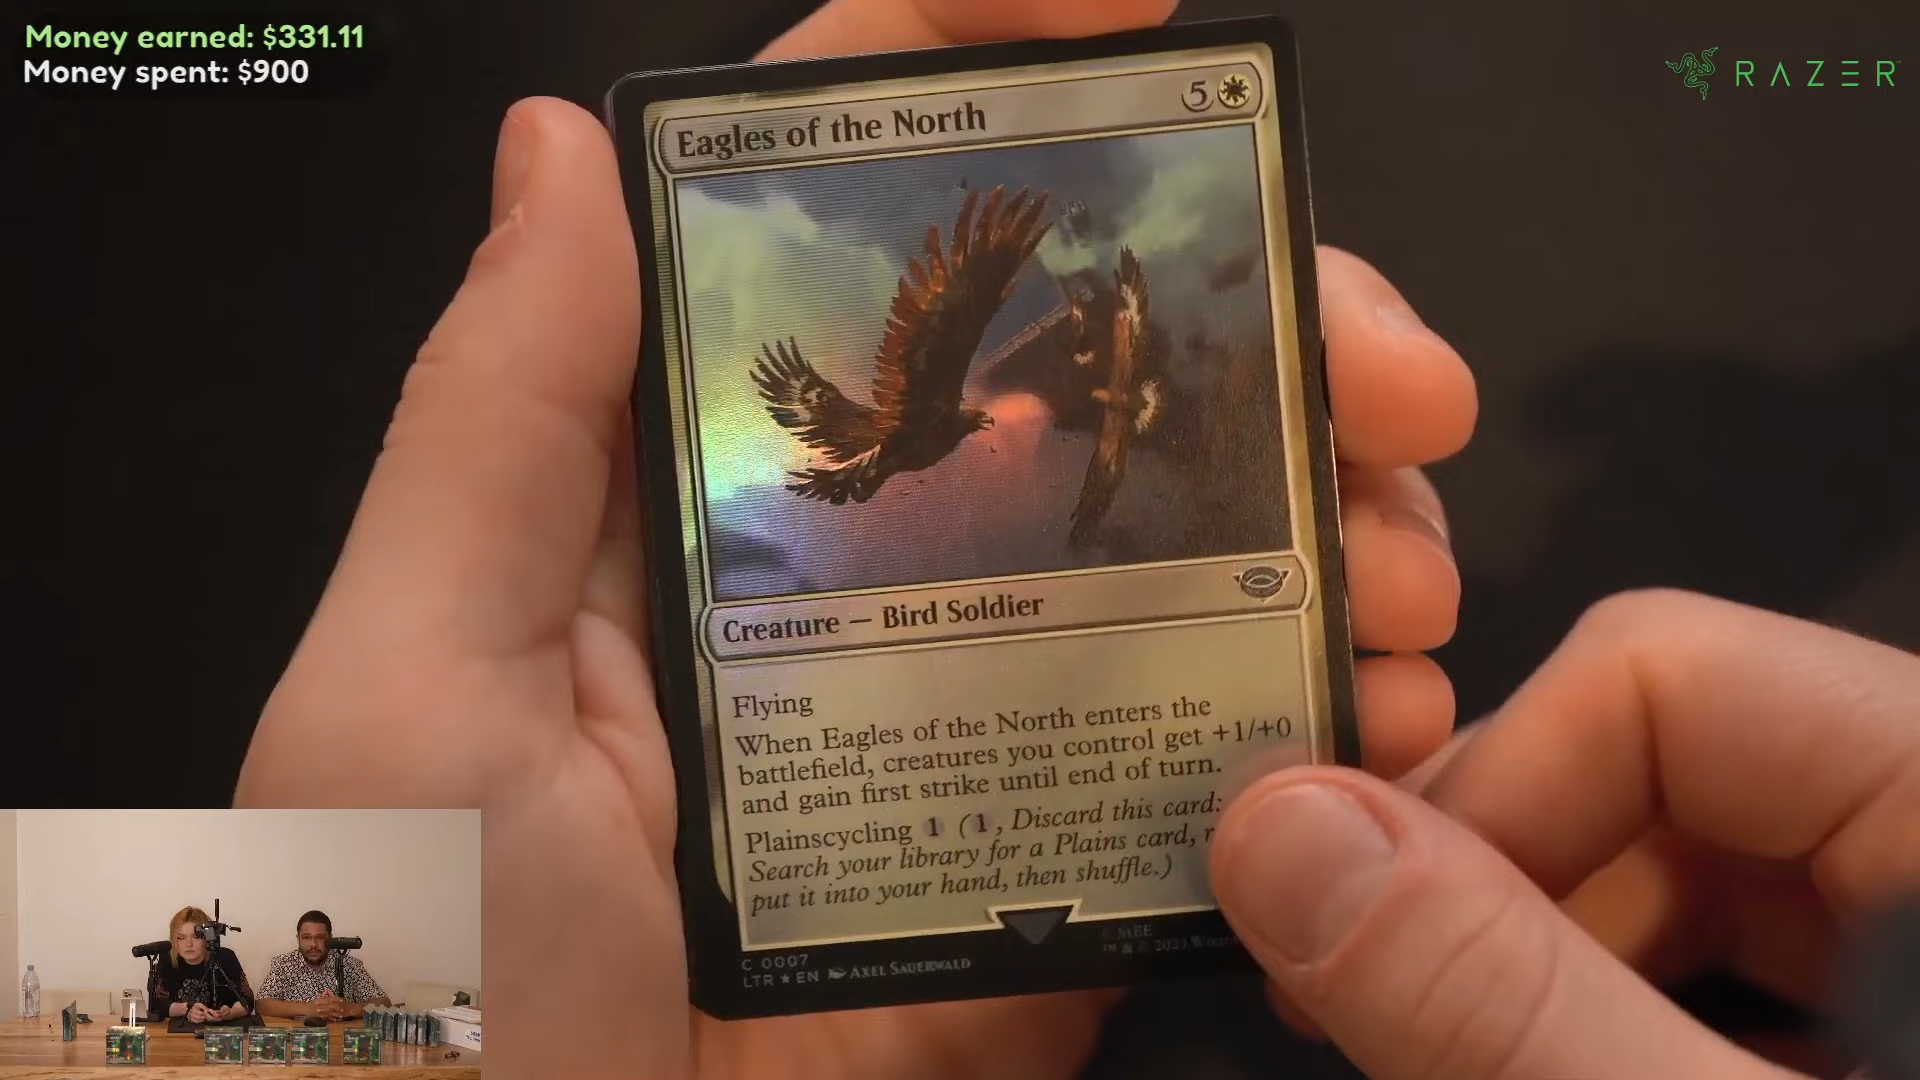 Money earned: $331.11
Money spent: $900
RAZER
Eagles of the North
5
Creature — Bird Soldier
Flying
When Eagles of the North enters the
battlefield, creatures you control get +1/+0
and gain first strike until end of turn.
Plainscycling 1 (1, Discard this card:
Search your library for a Plains card,
put it into your hand, then shuffle.)
C 0007
LTR ★ EN AXEL SAUERWALD
© MEE
™ & © 2023